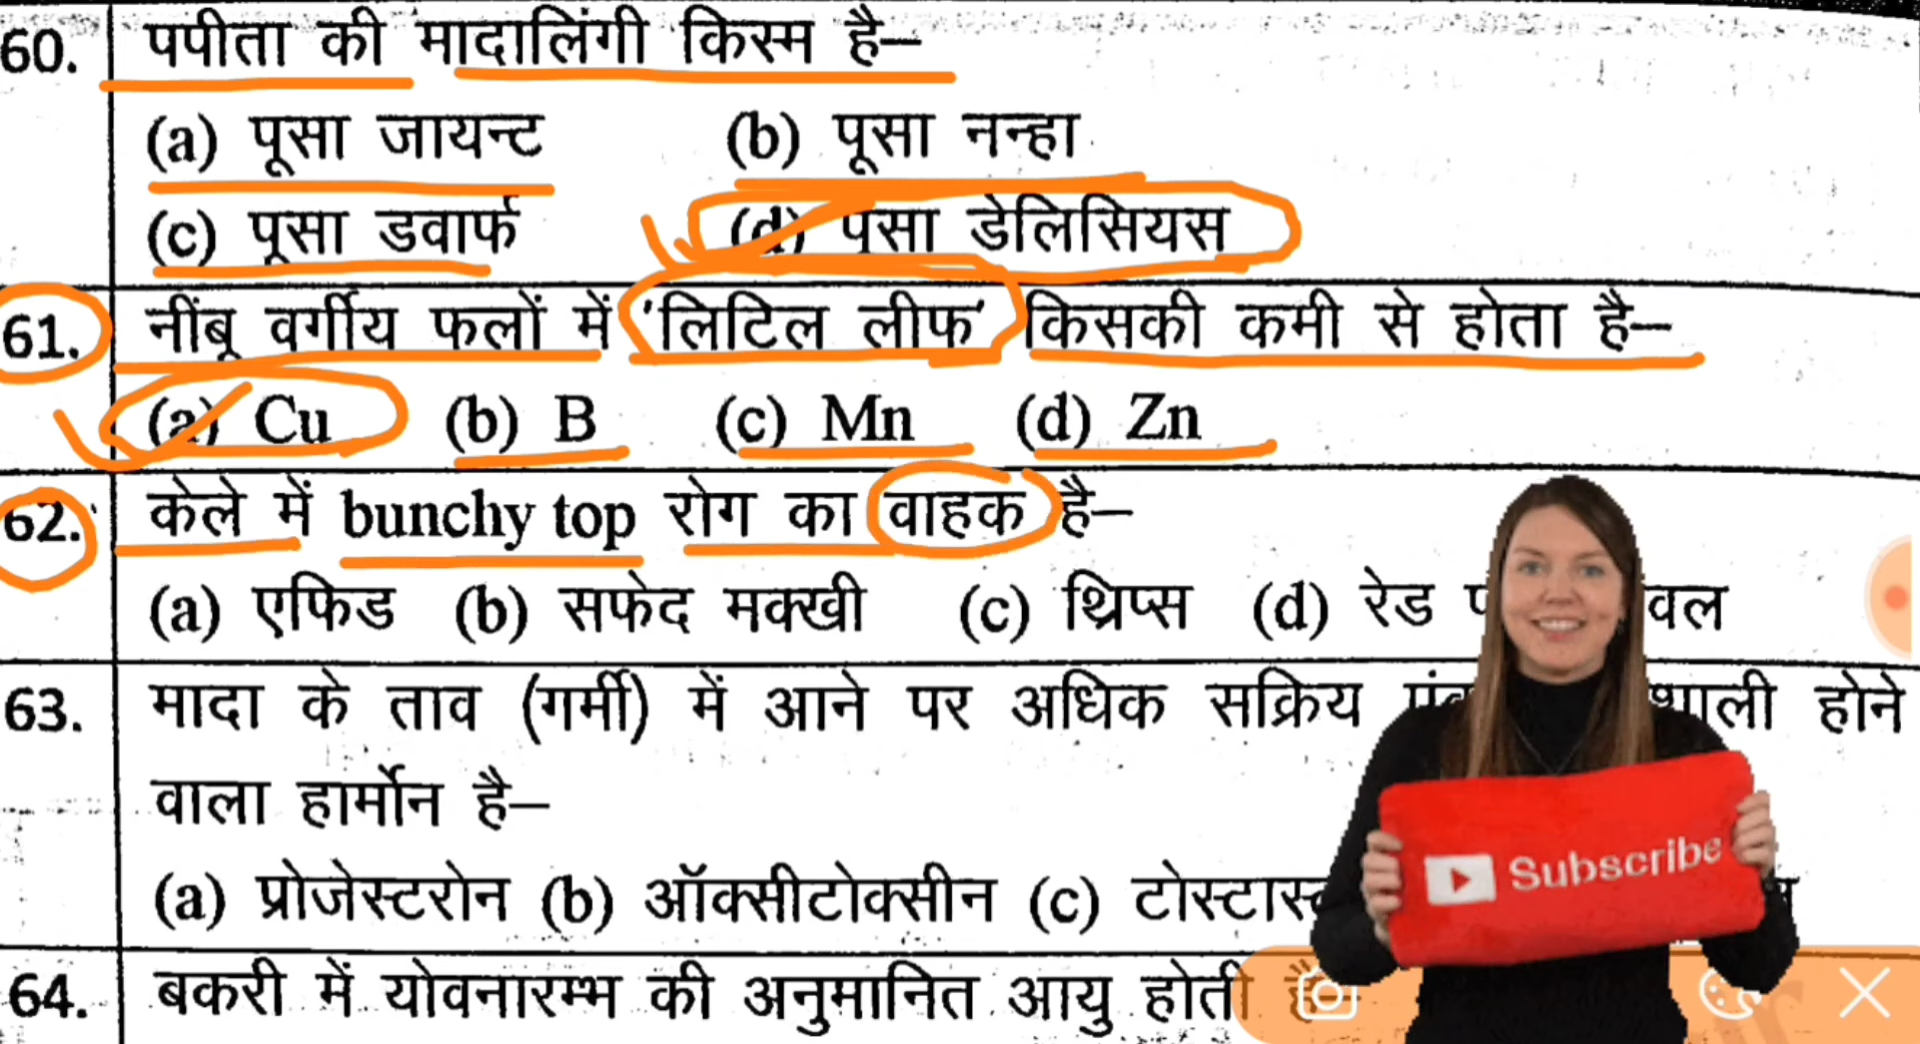 60. पपीता की मादालिंगी किस्म है–
(a) पूसा जायन्ट (b) पूसा नन्हा
(c) पूसा डवार्फ (d) पूसा डेलिसियस
61. नींबू वर्गीय फलों में 'लिटिल लीफ' किसकी कमी से होता है–
(a) Cu (b) B (c) Mn (d) Zn
62. केले में bunchy top रोग का वाहक है–
(a) एफिड (b) सफेद मक्खी (c) थ्रिप्स (d) रेड
63. मादा के ताव (गर्मी) में आने पर अधिक सक्रिय होने
वाला हार्मोन है–
(a) प्रोजेस्टरोन (b) ऑक्सीटोक्सीन (c)
Subscribe
64. बकरी में योवनारम्भ की अनुमानित आयु होती